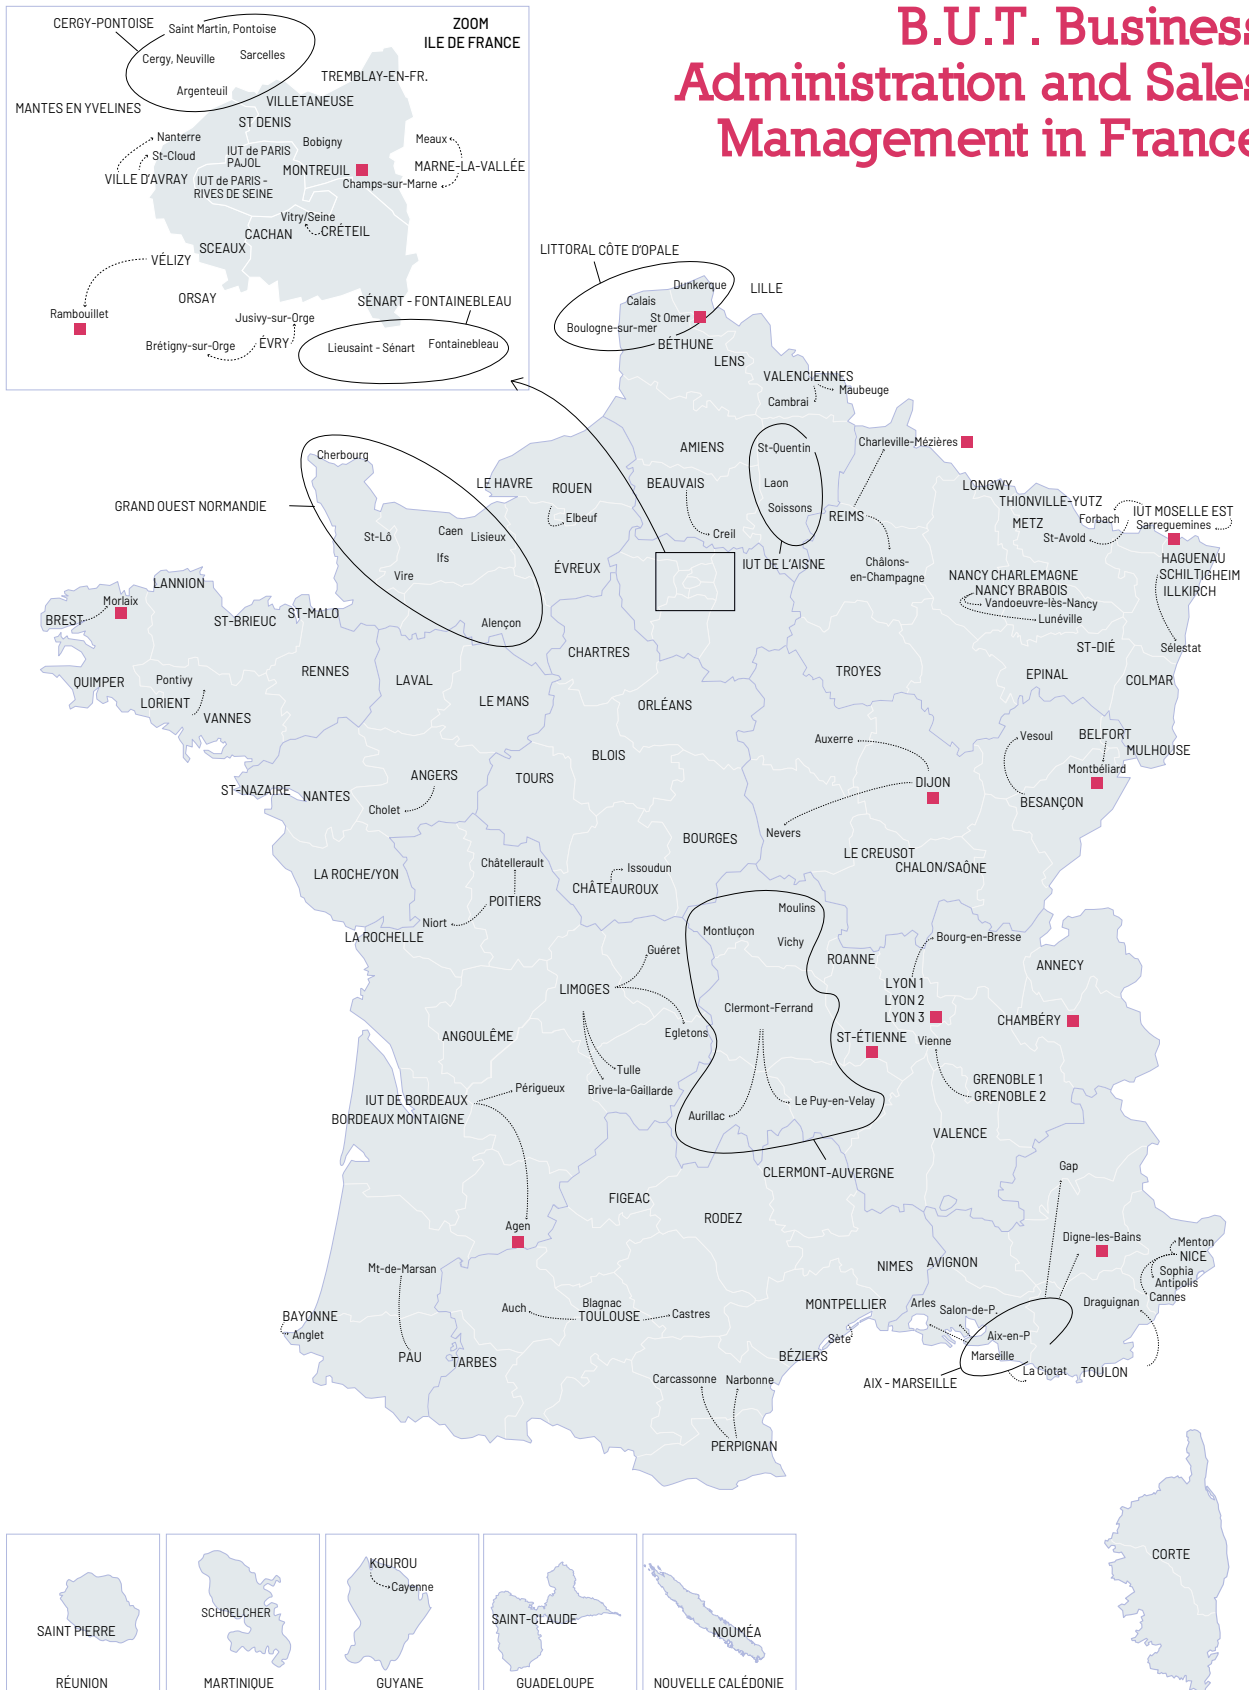 B.U.T. Business
Administration and Sales
Management in France
ZOOM
ILE DE FRANCE
CERGY-PONTOISE
Saint Martin, Pontoise
Cergy, Neuville
Sarcelles
Argenteuil
TREMBLAY-EN-FR.
MANTES EN YVELINES
VILLETANEUSE
ST DENIS
Nanterre
Bobigny
Meaux
St-Cloud
IUT de PARIS
PAJOL
MONTREUIL
MARNE-LA-VALLÉE
VILLE D'AVRAY
IUT de PARIS -
RIVES DE SEINE
Champs-sur-Marne
Vitry/Seine
CACHAN
CRÉTEIL
SCEAUX
VÉLIZY
ORSAY
SÉNART - FONTAINEBLEAU
Rambouillet
Jusivy-sur-Orge
Brétigny-sur-Orge
ÉVRY
Lieusaint - Sénart
Fontainebleau
LITTORAL CÔTE D'OPALE
Dunkerque
LILLE
Calais
St Omer
Boulogne-sur-mer
BÉTHUNE
LENS
VALENCIENNES
Maubeuge
Cambrai
AMIENS
St-Quentin
Charleville-Mézières
Cherbourg
LE HAVRE
ROUEN
BEAUVAIS
Laon
LONGWY
GRAND OUEST NORMANDIE
Elbeuf
Soissons
REIMS
THIONVILLE-YUTZ
IUT MOSELLE EST
Forbach
Sarreguemines
METZ
St-Avold
St-Lô
Caen
Lisieux
Creil
Ifs
Vire
ÉVREUX
IUT DE L'AISNE
Châlons-
en-Champagne
HAGUENAU
SCHILTIGHEIM
ILLKIRCH
NANCY CHARLEMAGNE
NANCY BRABOIS
Vandoeuvre-lès-Nancy
Lunéville
LANNION
Morlaix
BREST
ST-BRIEUC
ST-MALO
Alençon
CHARTRES
ST-DIÉ
Sélestat
RENNES
LAVAL
TROYES
EPINAL
COLMAR
QUIMPER
Pontivy
LORIENT
VANNES
LE MANS
ORLÉANS
Auxerre
Vesoul
BELFORT
MULHOUSE
BLOIS
Montbéliard
ANGERS
TOURS
DIJON
ST-NAZAIRE
NANTES
Cholet
BESANÇON
BOURGES
Nevers
LE CREUSOT
CHALON/SAÔNE
LA ROCHE/YON
Châtellerault
Issoudun
CHÂTEAUROUX
POITIERS
Niort
LA ROCHELLE
Moulins
Montluçon
Vichy
Bourg-en-Bresse
Guéret
ROANNE
ANNECY
LIMOGES
LYON 1
LYON 2
LYON 3
Clermont-Ferrand
CHAMBÉRY
ANGOULÊME
Egletons
ST-ÉTIENNE
Vienne
Tulle
Brive-la-Gaillarde
GRENOBLE 1
GRENOBLE 2
Périgueux
IUT DE BORDEAUX
BORDEAUX MONTAIGNE
Le Puy-en-Velay
Aurillac
VALENCE
CLERMONT-AUVERGNE
Gap
FIGEAC
RODEZ
Agen
Digne-les-Bains
Menton
NICE
Sophia
Antipolis
Cannes
Mt-de-Marsan
NIMES
AVIGNON
Auch
Blagnac
TOULOUSE
Castres
MONTPELLIER
Arles
Salon-de-P.
Draguignan
BAYONNE
Anglet
Sète
Aix-en-P
Marseille
PAU
TARBES
BÉZIERS
La Ciotat
TOULON
AIX - MARSEILLE
Carcassonne
Narbonne
PERPIGNAN
CORTE
KOUROU
Cayenne
SCHOELCHER
SAINT-CLAUDE
SAINT PIERRE
NOUMÉA
RÉUNION
MARTINIQUE
GUYANE
GUADELOUPE
NOUVELLE CALÉDONIE